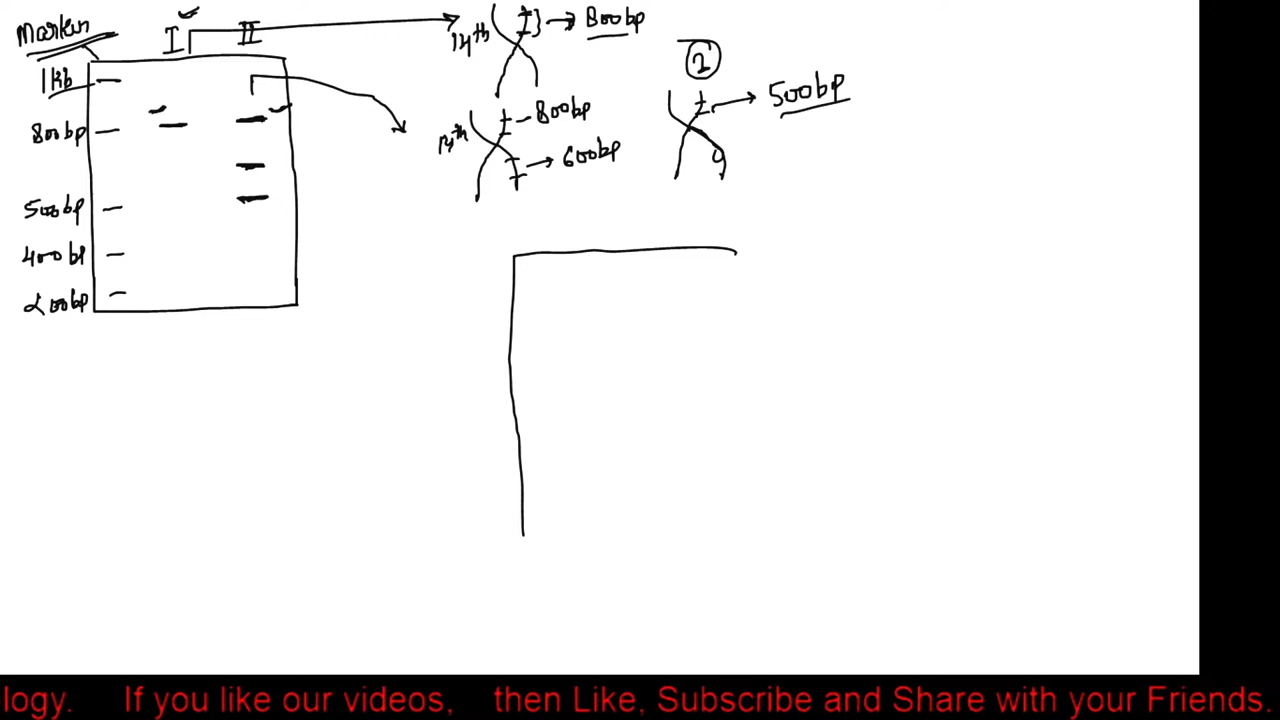 Marker
I II
1kb
800bp
500bp
400bp
200bp
14th
800bp
14th
800bp
600bp
2
500bp
logy. If you like our videos, then Like, Subscribe and Share with your Friends.